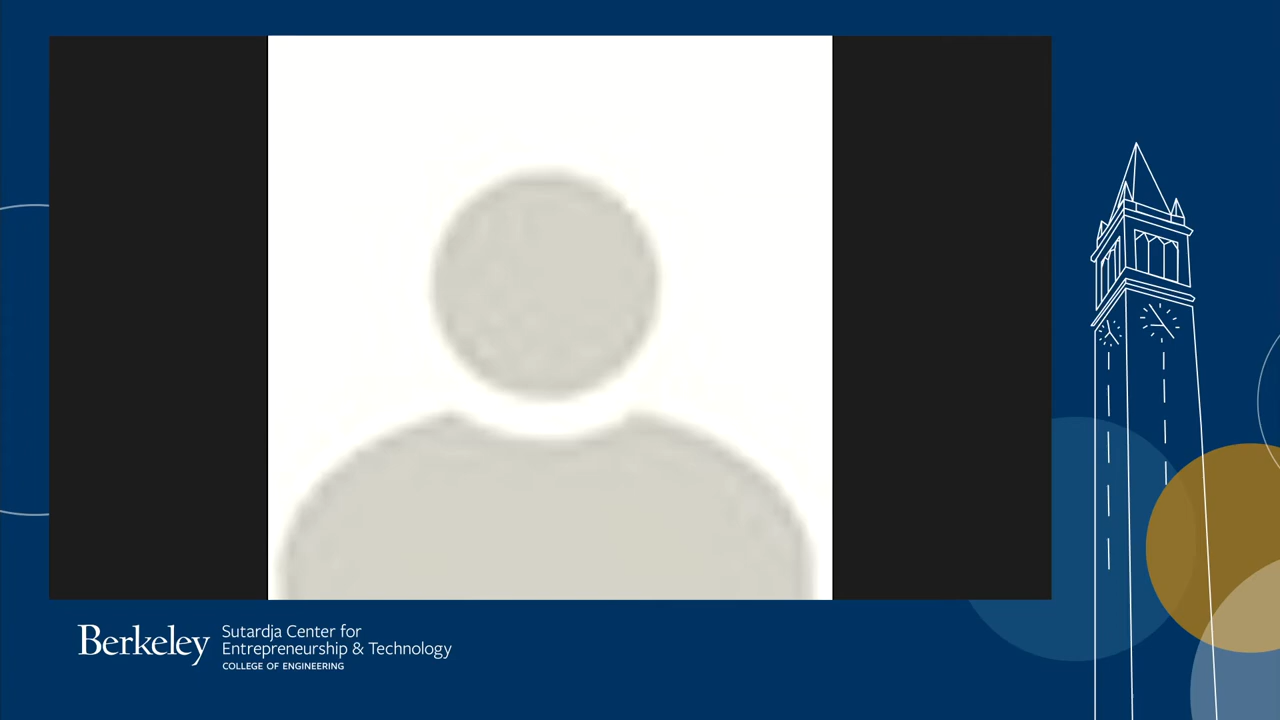 Berkeley
Sutardja Center for
Entrepreneurship & Technology
COLLEGE OF ENGINEERING